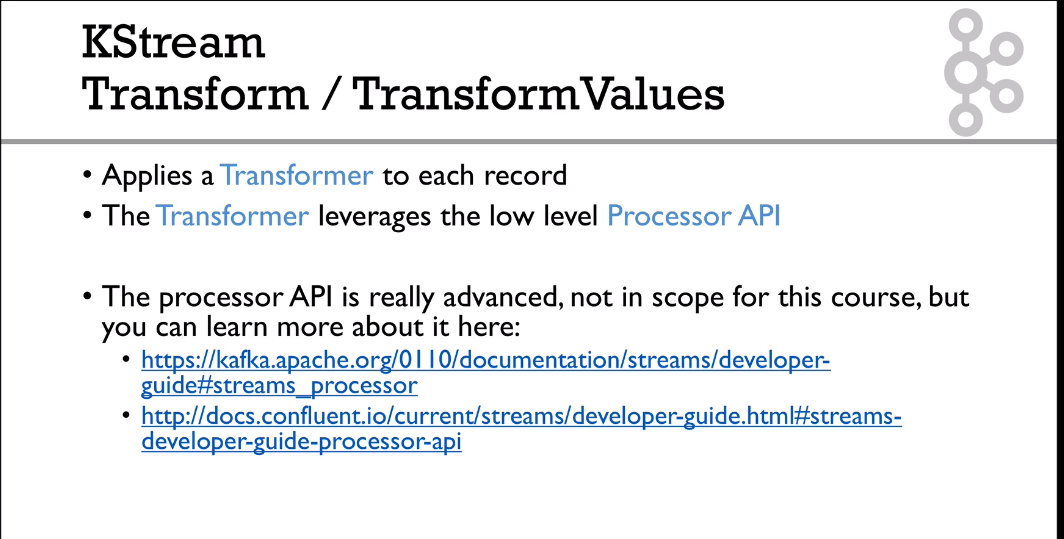 KStream
Transform / TransformValues
• Applies a Transformer to each record
• The Transformer leverages the low level Processor API
• The processor API is really advanced, not in scope for this course, but
you can learn more about it here:
• https://kafka.apache.org/0110/documentation/streams/developer-
guide#streams_processor
• http://docs.confluent.io/current/streams/developer-guide.html#streams-
developer-guide-processor-api